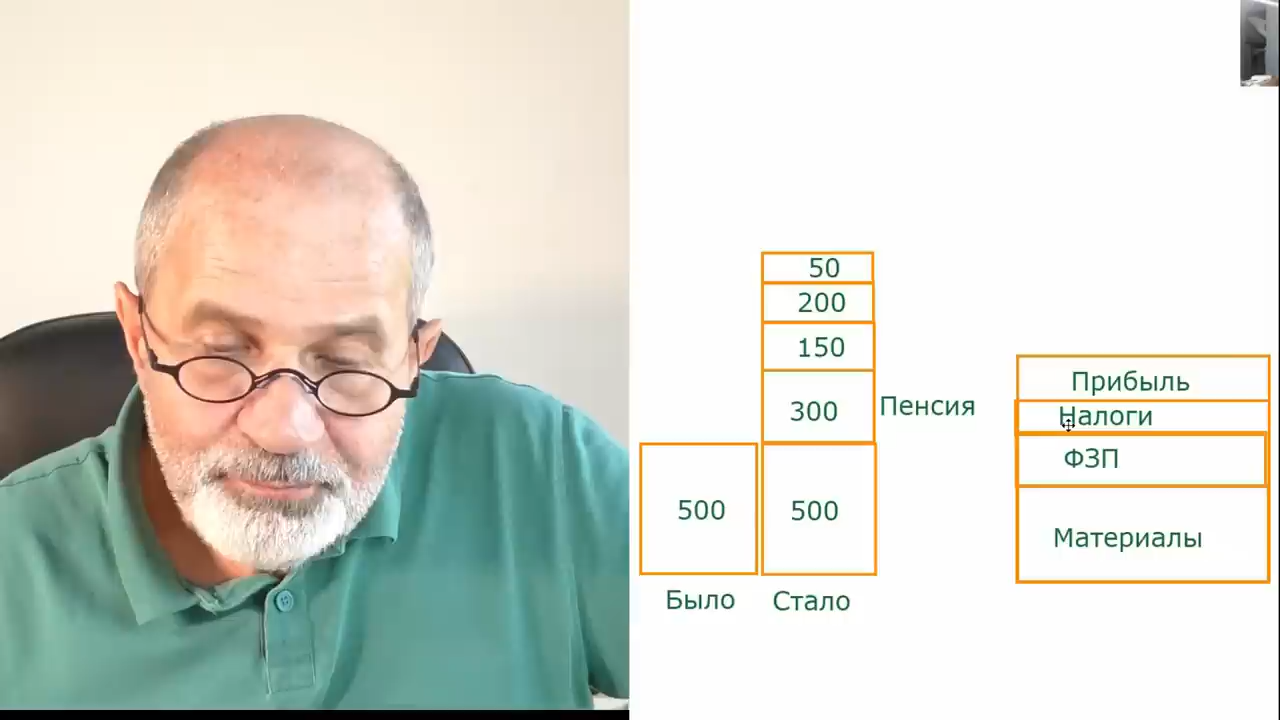 50
200
150
300
Пенсия
500
500
Было
Стало
Прибыль
Налоги
ФЗП
Материалы